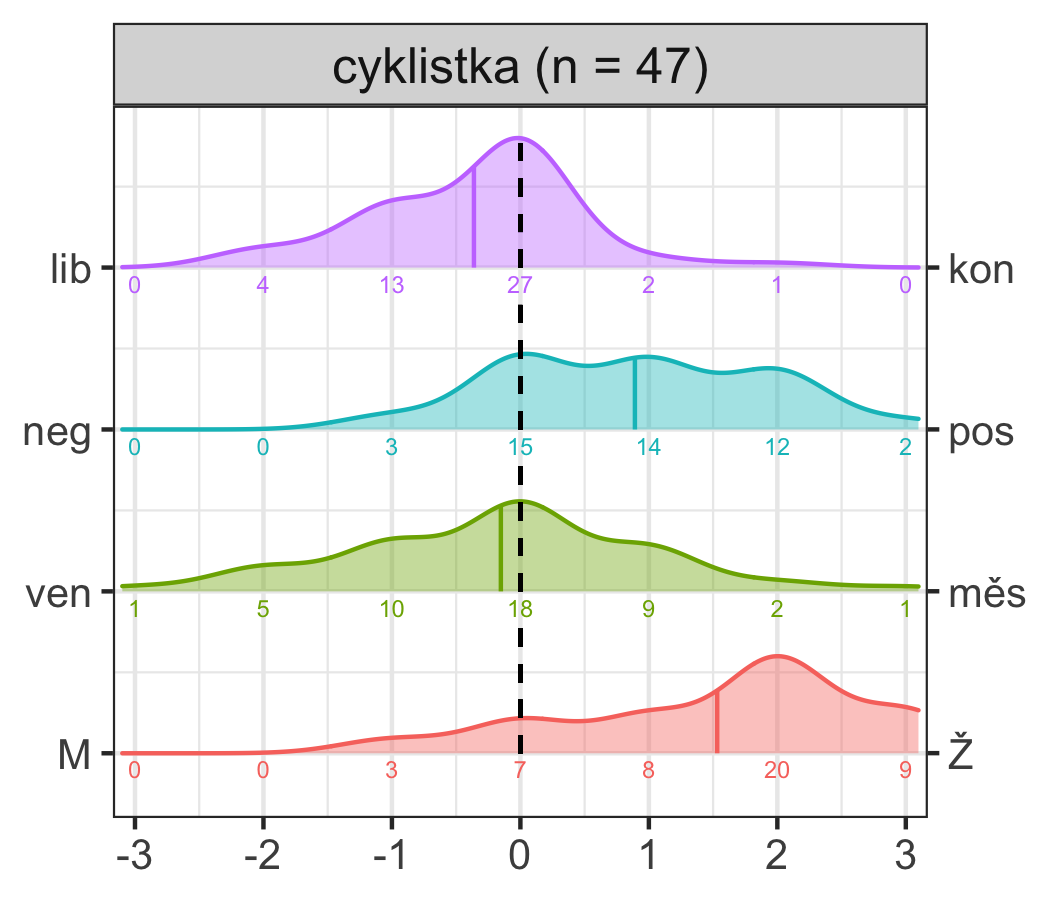 cyklistka (n = 47)
lib kon
0 4 13 27 2 1 0
neg pos
0 0 3 15 14 12 2
ven měs
1 5 10 18 9 2 1
M Ž
0 0 3 7 8 20 9
-3 -2 -1 0 1 2 3